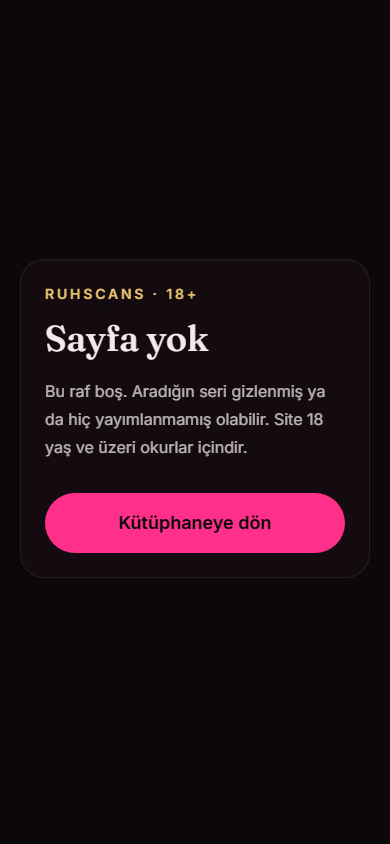 RUHSCANS · 18+
Sayfa yok
Bu raf boş. Aradığın seri gizlenmiş ya
da hiç yayımlanmamış olabilir. Site 18
yaş ve üzeri okurlar içindir.
Kütüphaneye dön